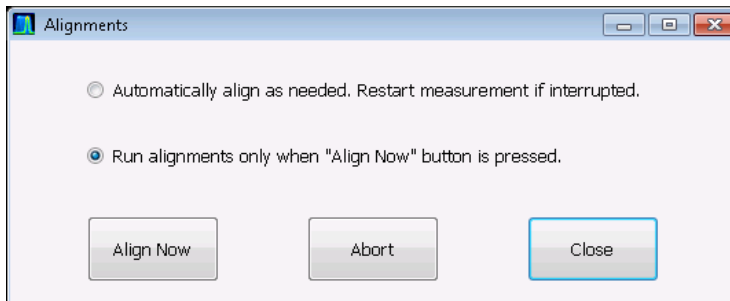 Alignments
Automatically align as needed. Restart measurement if interrupted.
Run alignments only when "Align Now" button is pressed.
Align Now Abort Close